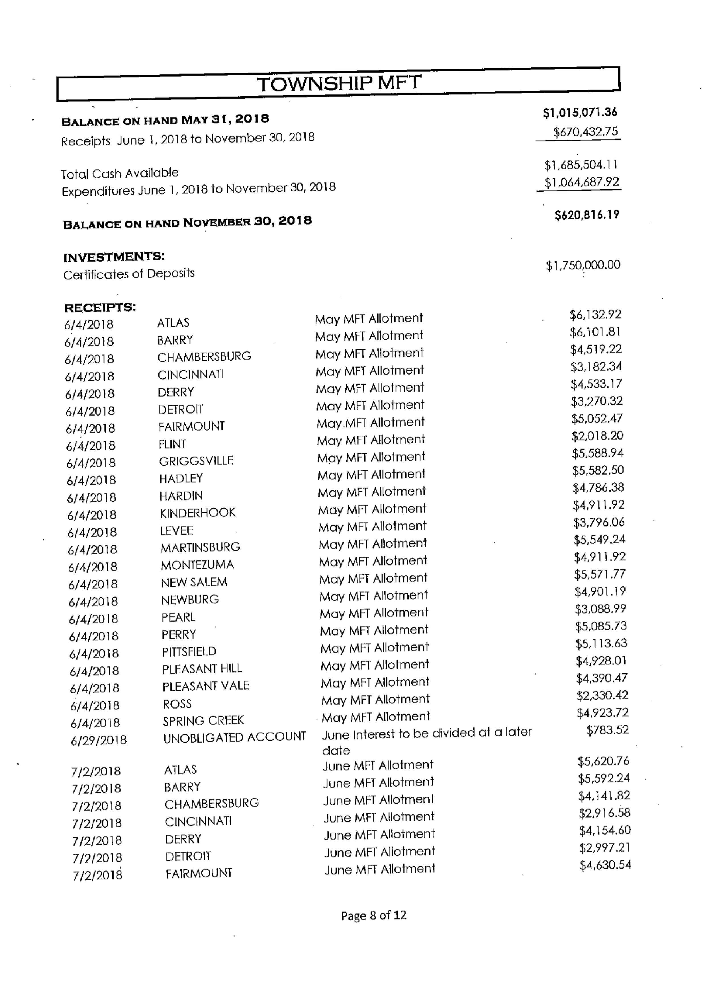 TOWNSHIP MFT
BALANCE ON HAND MAY 31, 2018 $1,015,071.36
Receipts June 1, 2018 to November 30, 2018 $670,432.75
Total Cash Available $1,685,504.11
Expenditures June 1, 2018 to November 30, 2018 $1,064,687.92
BALANCE ON HAND NOVEMBER 30, 2018 $620,816.19
INVESTMENTS:
Certificates of Deposits $1,750,000.00
RECEIPTS:
6/4/2018 ATLAS May MFT Allotment $6,132.92
6/4/2018 BARRY May MFT Allotment $6,101.81
6/4/2018 CHAMBERSBURG May MFT Allotment $4,519.22
6/4/2018 CINCINNATI May MFT Allotment $3,182.34
6/4/2018 DERRY May MFT Allotment $4,533.17
6/4/2018 DETROIT May MFT Allotment $3,270.32
6/4/2018 FAIRMOUNT May MFT Allotment $5,052.47
6/4/2018 FLINT May MFT Allotment $2,018.20
6/4/2018 GRIGGSVILLE May MFT Allotment $5,588.94
6/4/2018 HADLEY May MFT Allotment $5,582.50
6/4/2018 HARDIN May MFT Allotment $4,786.38
6/4/2018 KINDERHOOK May MFT Allotment $4,911.92
6/4/2018 LEVEE May MFT Allotment $3,796.06
6/4/2018 MARTINSBURG May MFT Allotment $5,549.24
6/4/2018 MONTEZUMA May MFT Allotment $4,911.92
6/4/2018 NEW SALEM May MFT Allotment $5,571.77
6/4/2018 NEWBURG May MFT Allotment $4,901.19
6/4/2018 PEARL May MFT Allotment $3,088.99
6/4/2018 PERRY May MFT Allotment $5,085.73
6/4/2018 PITTSFIELD May MFT Allotment $5,113.63
6/4/2018 PLEASANT HILL May MFT Allotment $4,928.01
6/4/2018 PLEASANT VALE May MFT Allotment $4,390.47
6/4/2018 ROSS May MFT Allotment $2,330.42
6/4/2018 SPRING CREEK May MFT Allotment $4,923.72
6/29/2018 UNOBLIGATED ACCOUNT June Interest to be divided at a later $783.52
date
7/2/2018 ATLAS June MFT Allotment $5,620.76
7/2/2018 BARRY June MFT Allotment $5,592.24
7/2/2018 CHAMBERSBURG June MFT Allotment $4,141.82
7/2/2018 CINCINNATI June MFT Allotment $2,916.58
7/2/2018 DERRY June MFT Allotment $4,154.60
7/2/2018 DETROIT June MFT Allotment $2,997.21
7/2/2018 FAIRMOUNT June MFT Allotment $4,630.54
Page 8 of 12